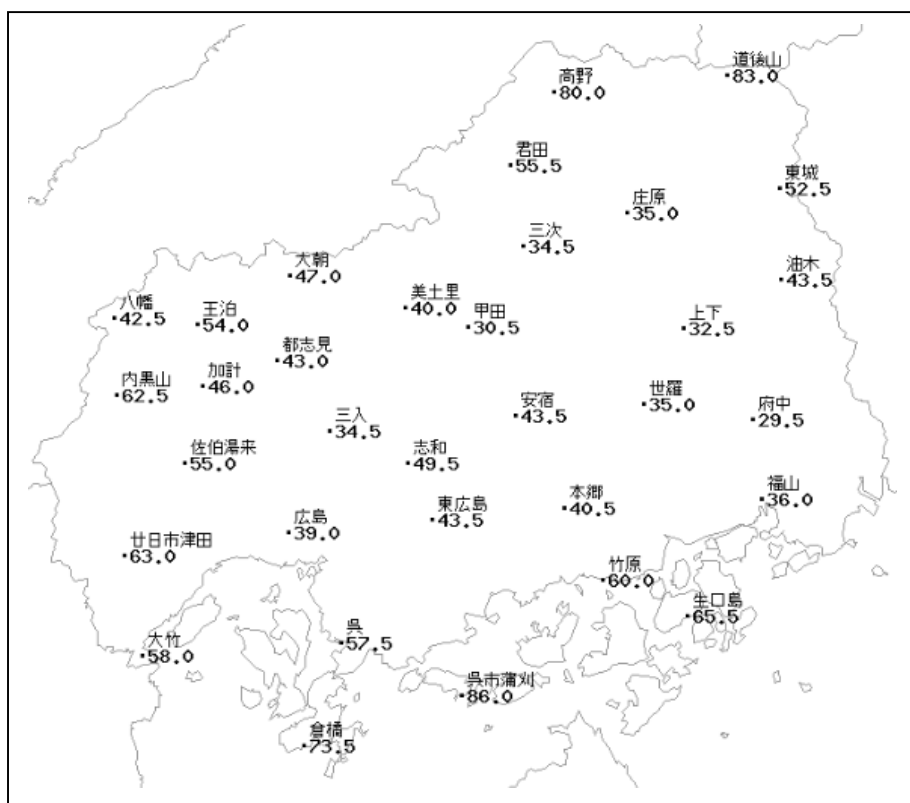 道後山
83.0
高野
80.0
君田
55.5
東城
52.5
庄原
35.0
三次
34.5
大朝
47.0
油木
43.5
八幡
42.5
王泊
54.0
美土里
40.0
甲田
30.5
上下
32.5
都志見
43.0
内黒山
62.5
加計
46.0
安宿
43.5
世羅
35.0
府中
29.5
三入
34.5
佐伯湯来
55.0
志和
49.5
福山
36.0
本郷
40.5
東広島
43.5
広島
39.0
廿日市津田
63.0
竹原
60.0
生口島
65.5
大竹
58.0
呉
57.5
呉市蒲刈
86.0
倉橋
73.5